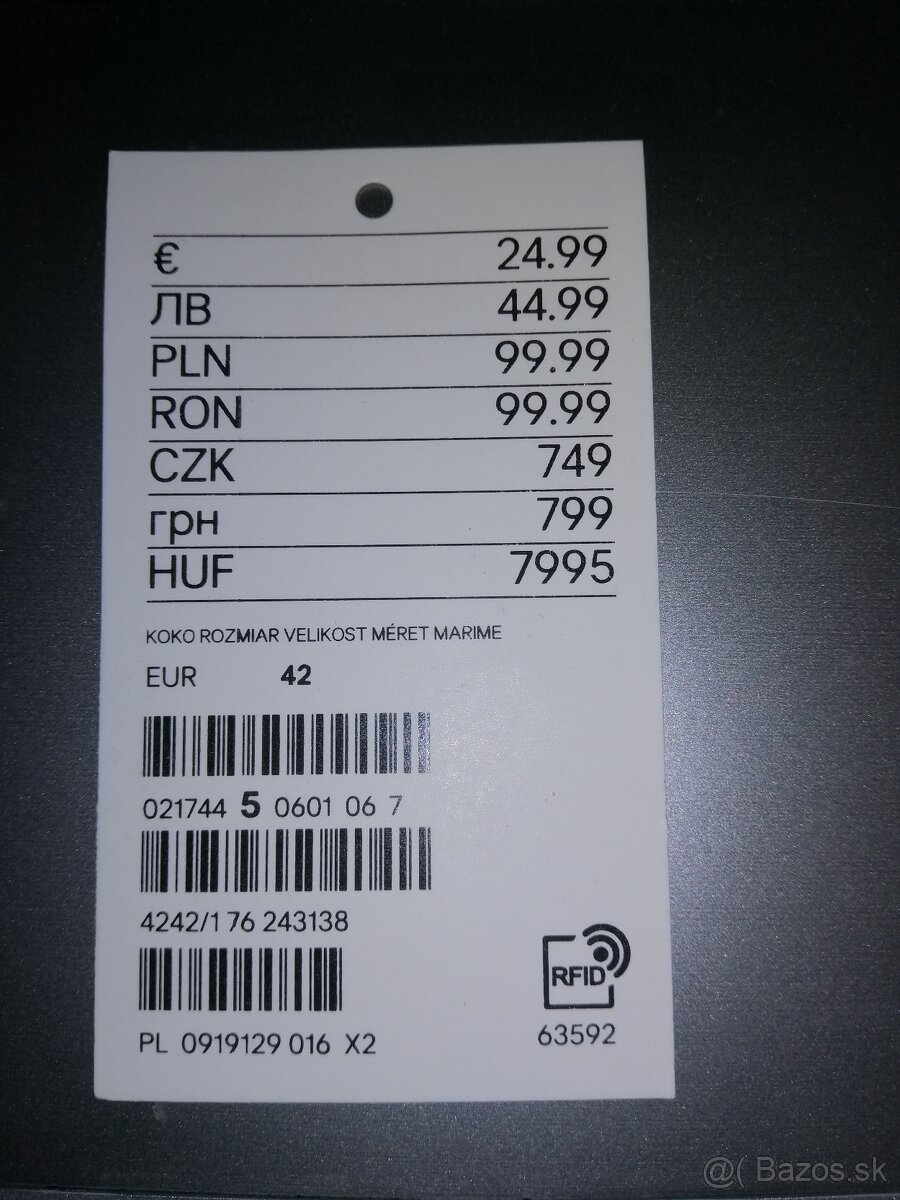 € 24.99
ЛВ 44.99
PLN 99.99
RON 99.99
CZK 749
грн 799
HUF 7995
KOKO ROZMIAR VELIKOST MÉRET MARIME
EUR 42
021744 5 0601 06 7
4242/1 76 243138
RFID
PL 0919129 016 X2
63592
@( Bazos.sk